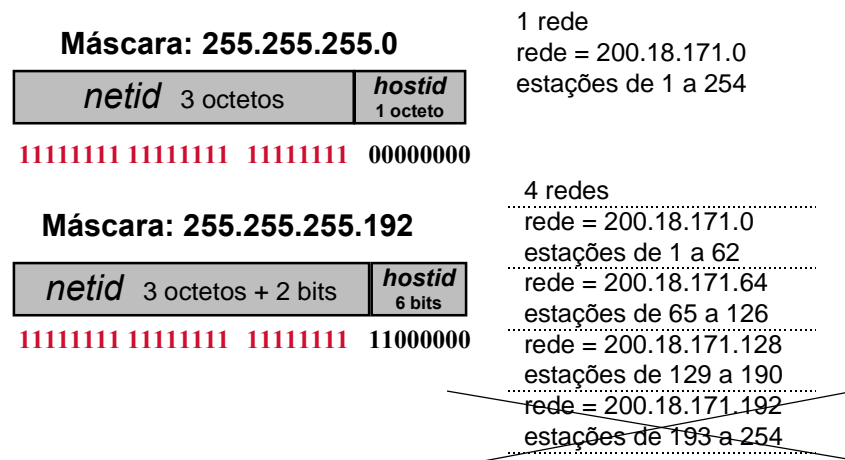 Máscara: 255.255.255.0
netid 3 octetos
hostid
1 octeto
11111111 11111111 11111111 00000000
1 rede
rede = 200.18.171.0
estações de 1 a 254
Máscara: 255.255.255.192
netid 3 octetos + 2 bits
hostid
6 bits
11111111 11111111 11111111 11000000
4 redes
rede = 200.18.171.0
estações de 1 a 62
rede = 200.18.171.64
estações de 65 a 126
rede = 200.18.171.128
estações de 129 a 190
rede = 200.18.171.192
estações de 193 a 254